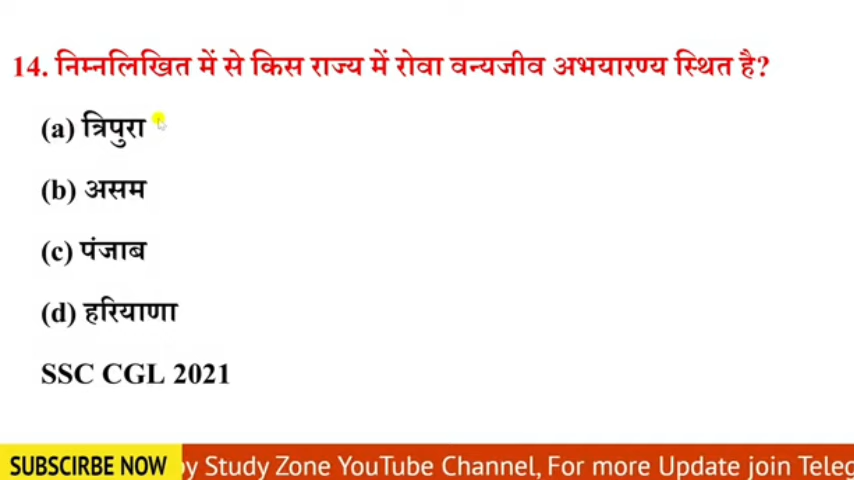 14. निम्नलिखित में से किस राज्य में रोवा वन्यजीव अभयारण्य स्थित है?
(a) त्रिपुरा
(b) असम
(c) पंजाब
(d) हरियाणा
SSC CGL 2021
SUBSCIRBE NOW
by Study Zone YouTube Channel, For more Update join Teleg